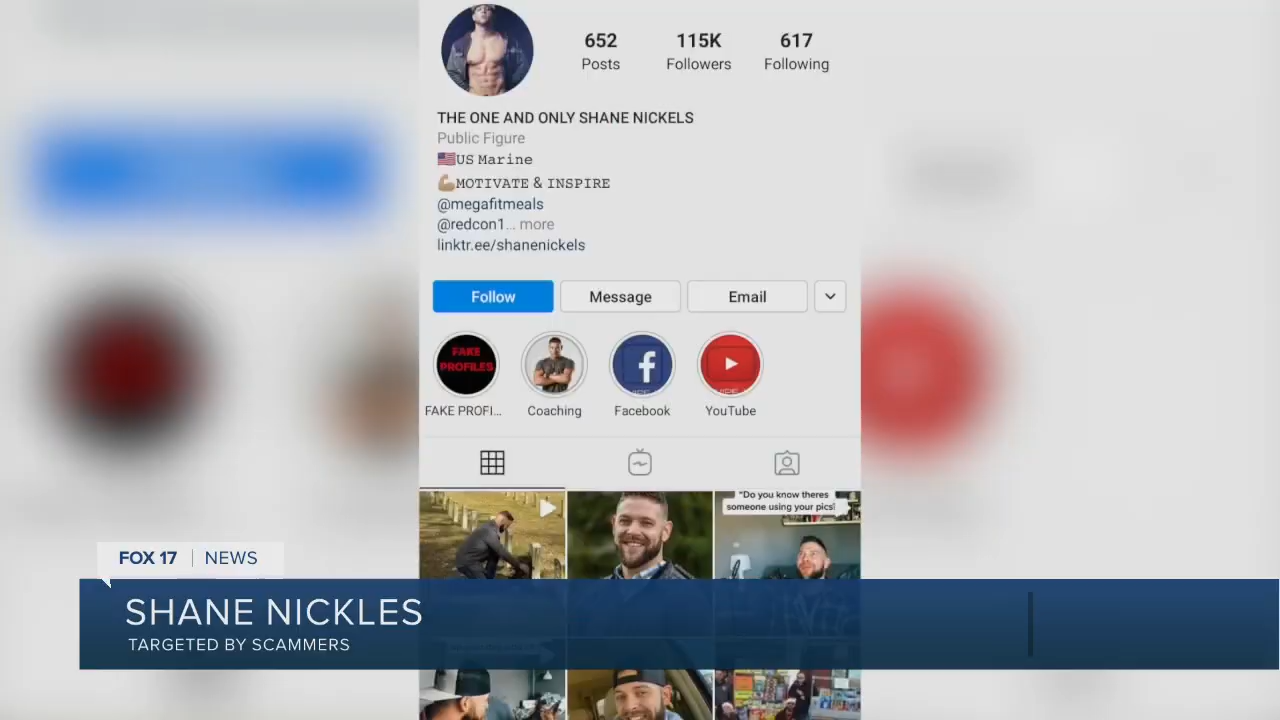 652
115K
617
Posts
Followers
Following
THE ONE AND ONLY SHANE NICKELS
Public Figure
🇺🇸US Marine
💪🏼MOTIVATE & INSPIRE
@megafitmeals
@redcon1... more
linktr.ee/shanenickels
Follow
Message
Email
FAKE
PROFILES
FAKE PROFI...
Coaching
Facebook
YouTube
"Do you know theres
someone using your pics
FOX 17 | NEWS
SHANE NICKLES
TARGETED BY SCAMMERS